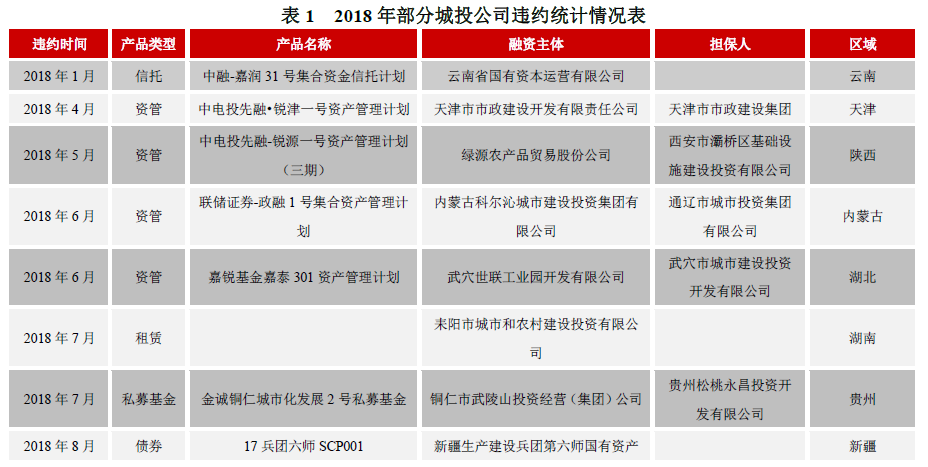 表 1 2018 年部分城投公司违约统计情况表
违约时间 产品类型 产品名称 融资主体 担保人 区域
2018 年 1 月 信托 中融-嘉润 31 号集合资金信托计划 云南省国有资本运营有限公司 云南
2018 年 4 月 资管 中电投先融•锐津一号资产管理计划 天津市市政建设开发有限责任公司 天津市市政建设集团 天津
2018 年 5 月 资管 中电投先融-锐源一号资产管理计划
（三期） 绿源农产品贸易股份公司 西安市灞桥区基础设
施建设投资有限公司 陕西
2018 年 6 月 资管 联储证券-政融 1 号集合资产管理计
划 内蒙古科尔沁城市建设投资集团有
限公司 通辽市城市投资集团
有限公司 内蒙古
2018 年 6 月 资管 嘉锐基金嘉泰 301 资产管理计划 武穴世联工业园开发有限公司 武穴市城市建设投资
开发有限公司 湖北
2018 年 7 月 租赁 耒阳市城市和农村建设投资有限公
司 湖南
2018 年 7 月 私募基金 金诚铜仁城市化发展 2 号私募基金 铜仁市武陵山投资经营（集团）公司 贵州松桃永昌投资开
发有限公司 贵州
2018 年 8 月 债券 17 兵团六师 SCP001 新疆生产建设兵团第六师国有资产 新疆